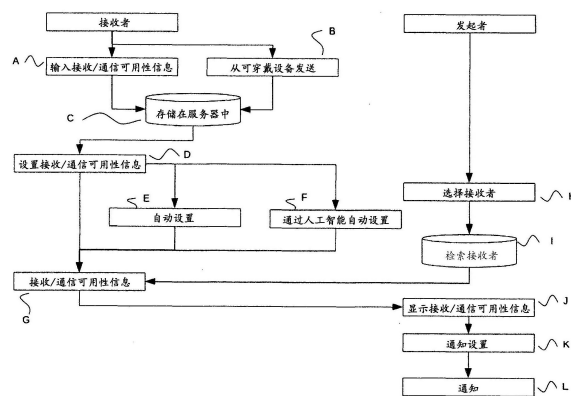 接收者
发起者
A
输入接收/通信可用性信息
B
从可穿戴设备发送
C
存储在服务器中
D
设置接收/通信可用性信息
E
自动设置
F
通过人工智能自动设置
选择接收者
H
I
检索接收者
接收/通信可用性信息
G
显示接收/通信可用性信息
J
通知设置
K
通知
L